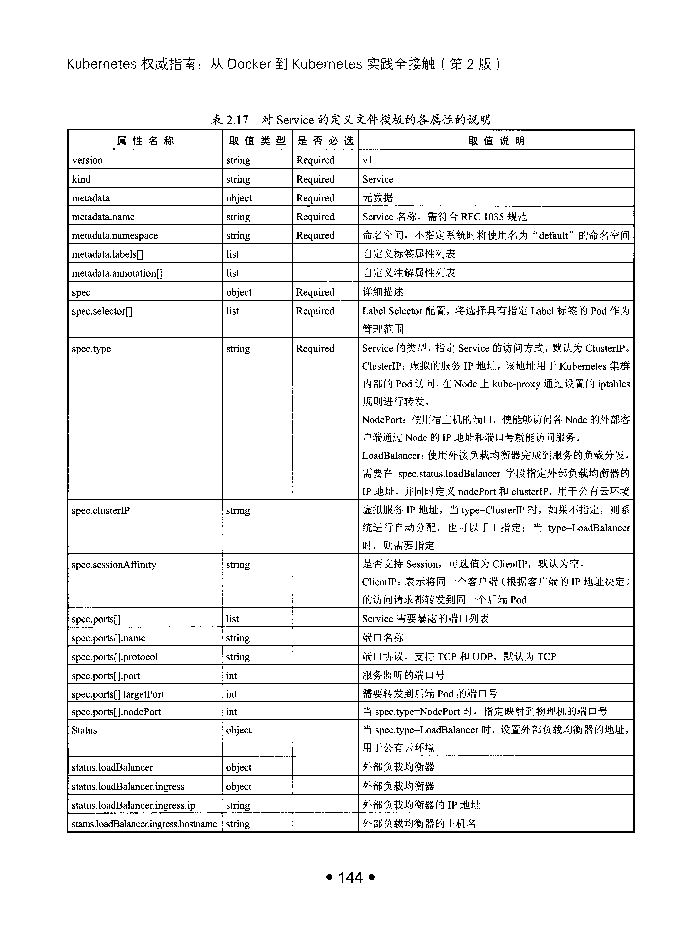 Kubernetes 权威指南：从 Docker 到 Kubernetes 实践全接触（第 2 版）
表 2.17 对 Service 的定义文件模板的各属性的说明
属 性 名 称 取 值 类 型 是 否 必 选 取 值 说 明
version string Required v1
kind string Required Service
metadata object Required 元数据
metadata.name string Required Service 名称，需符合 RFC 1035 规范
metadata.namespace string Required 命名空间，不指定系统时将使用名为“default”的命名空间
metadata.labels[] list 自定义标签属性列表
metadata.annotation[] list 自定义注解属性列表
spec object Required 详细描述
spec.selector[] list Required Label Selector 配置，将选择具有指定 Label 标签的 Pod 作为
管理范围
spec.type string Required Service 的类型，指定 Service 的访问方式，默认为 ClusterIP。
ClusterIP：虚拟的服务 IP 地址，该地址用于 Kubernetes 集群
内部的 Pod 访问，在 Node 上 kube-proxy 通过设置的 iptables
规则进行转发。
NodePort：使用宿主机的端口，使能够访问各 Node 的外部客
户端通过 Node 的 IP 地址和端口号就能访问服务。
LoadBalancer：使用外接负载均衡器完成到服务的负载分发，
需要在 spec.status.loadBalancer 字段指定外部负载均衡器的
IP 地址，并同时定义 nodePort 和 clusterIP，用于公有云环境
spec.clusterIP string 虚拟服务 IP 地址，当 type=ClusterIP 时，如果不指定，则系
统进行自动分配，也可以手工指定；当 type=LoadBalancer
时，则需要指定
spec.sessionAffinity string 是否支持 Session，可选值为 ClientIP，默认为空。
ClientIP：表示将同一个客户端（根据客户端的 IP 地址决定）
的访问请求都转发到同一个后端 Pod
spec.ports[] list Service 需要暴露的端口列表
spec.ports[].name string 端口名称
spec.ports[].protocol string 端口协议，支持 TCP 和 UDP，默认为 TCP
spec.ports[].port int 服务监听的端口号
spec.ports[].targetPort int 需要转发到后端 Pod 的端口号
spec.ports[].nodePort int 当 spec.type=NodePort 时，指定映射到物理机的端口号
Status object 当 spec.type=LoadBalancer 时，设置外部负载均衡器的地址，
用于公有云环境
status.loadBalancer object 外部负载均衡器
status.loadBalancer.ingress object 外部负载均衡器
status.loadBalancer.ingress.ip string 外部负载均衡器的 IP 地址
status.loadBalancer.ingress.hostname string 外部负载均衡器的主机名
• 144 •